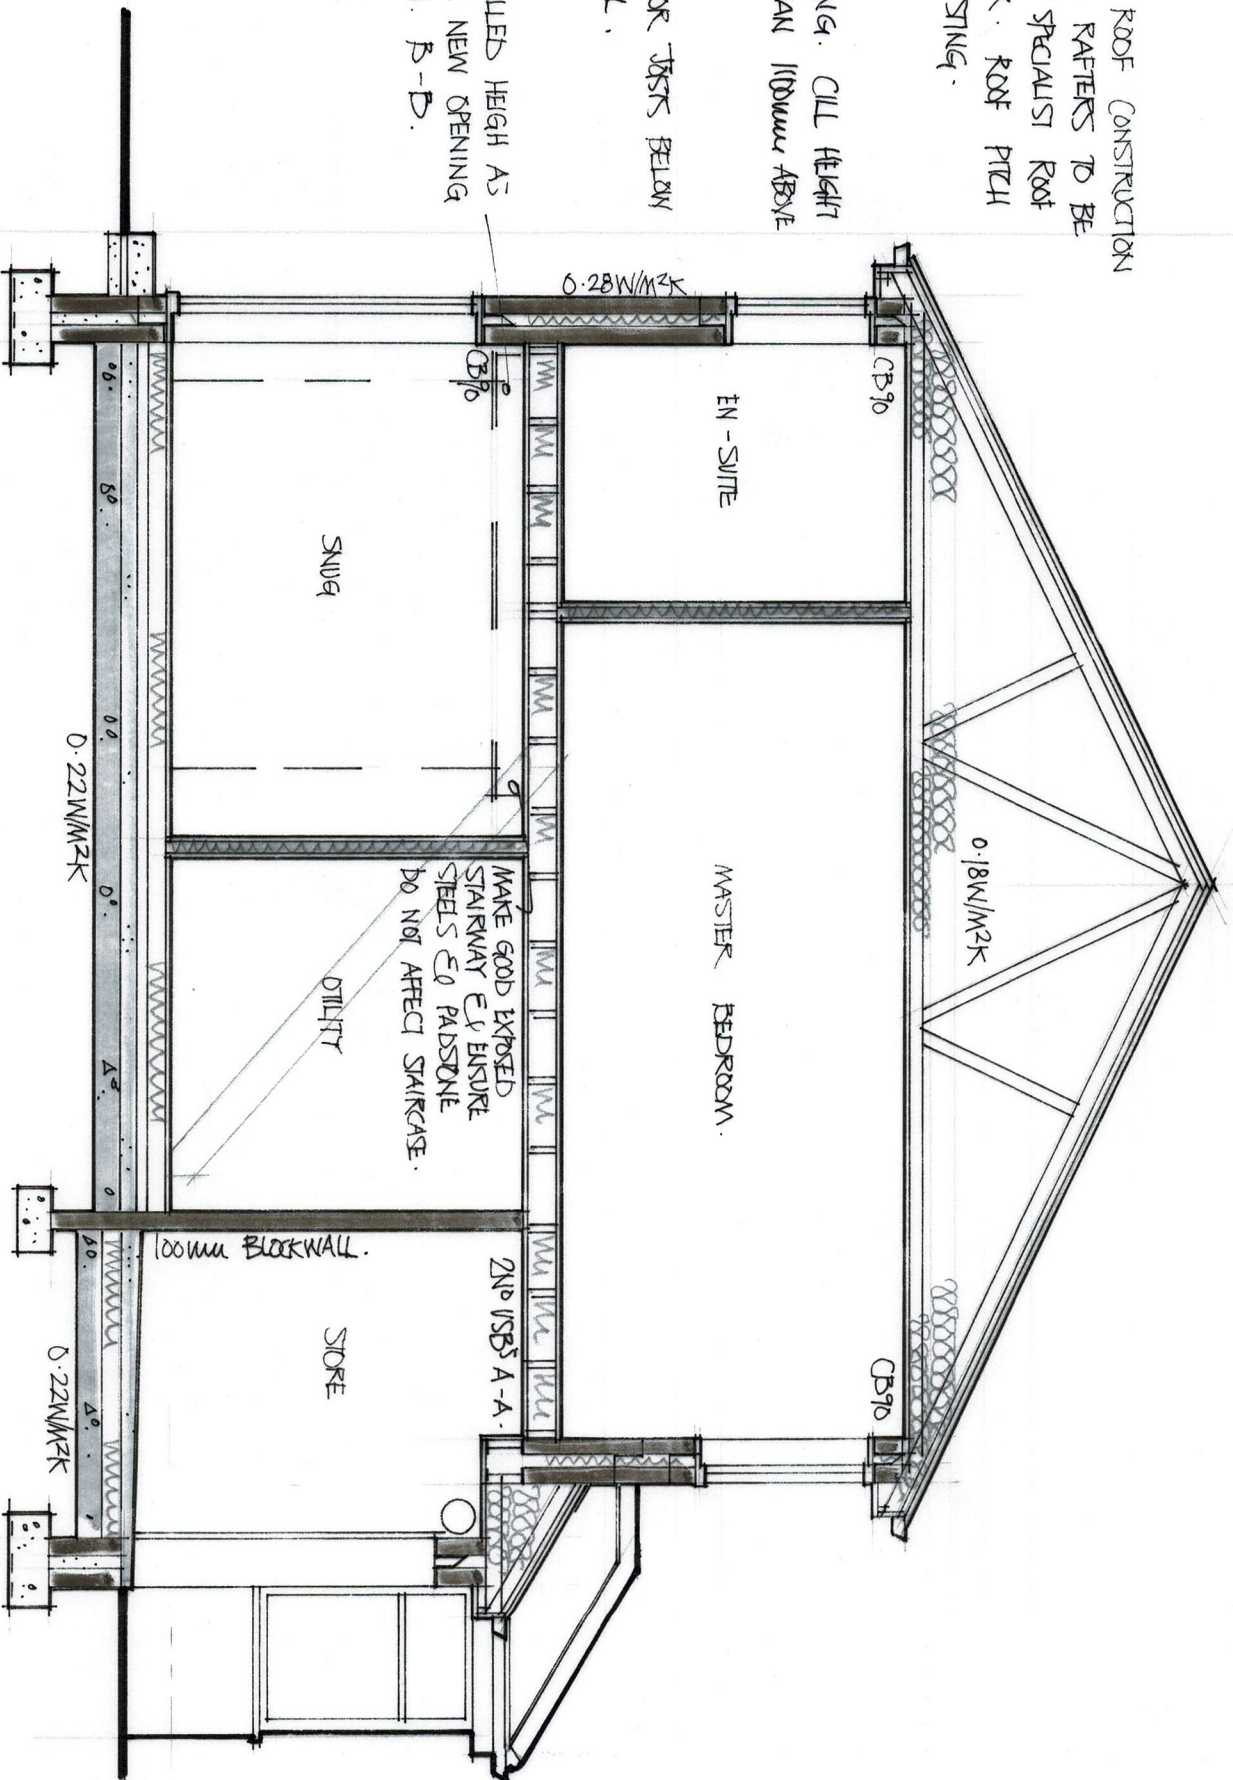 ROOF CONSTRUCTION
RAFTERS TO BE
SPECIALIST ROOF
ROOF PITCH
STING.
NG. CILL HEIGHT
AN 1100mm ABOVE
OR JOISTS BELOW
L.
LLED HEIGH AS
NEW OPENING
B-B.
0.28W/M²K
CB90
CB90
EN-SUITE
SNUG
0.18W/M²K
MASTER BEDROOM.
MAKE GOOD EXPOSED
STAIRWAY & ENSURE
STEELS & PADSTONE
DO NOT AFFECT STAIRCASE.
UTILITY
0.22W/M²K
100mm BLOCKWALL.
2Nº USB'S A-A.
CB90
STORE
0.22W/M²K